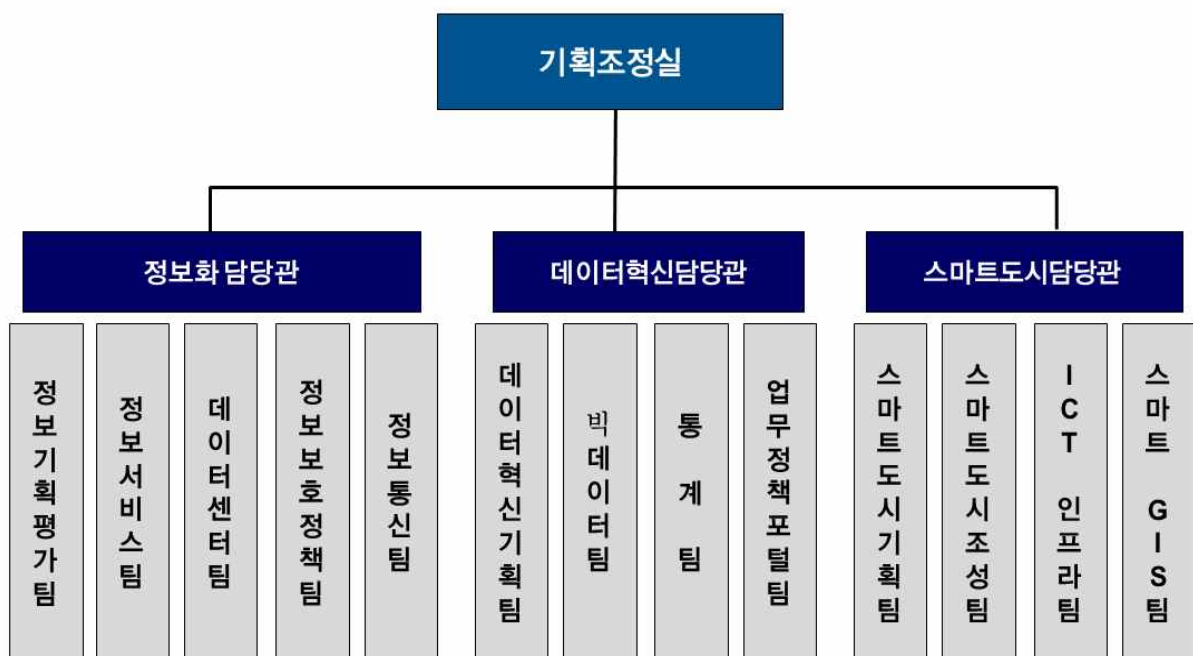 기획조정실
정보화 담당관
데이터혁신담당관
스마트도시담당관
정보기획평가팀
정보서비스팀
데이터센터팀
정보보호정책팀
정보통신팀
데이터혁신기획팀
빅데이터팀
통계팀
업무정책포털팀
스마트도시기획팀
스마트도시조성팀
ICT 인프라팀
스마트 GIS팀